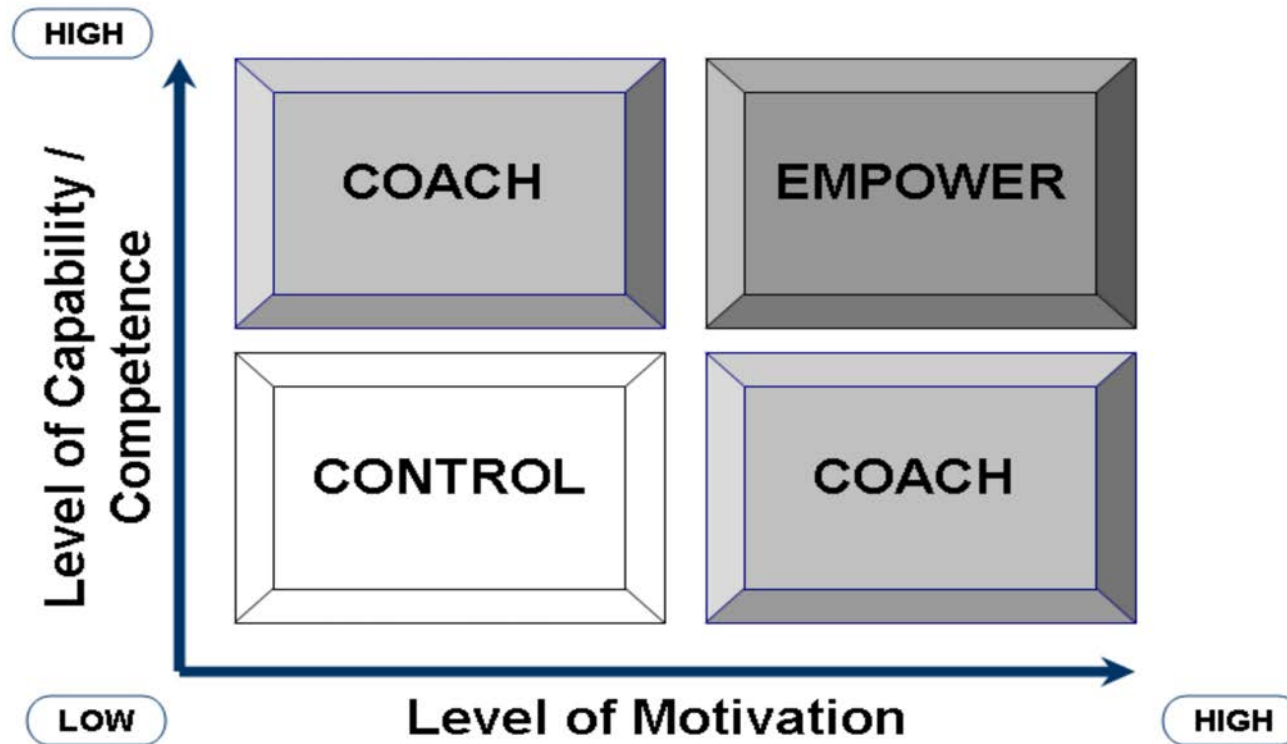 HIGH
Level of Capability /
Competence
COACH
EMPOWER
CONTROL
COACH
LOW
Level of Motivation
HIGH